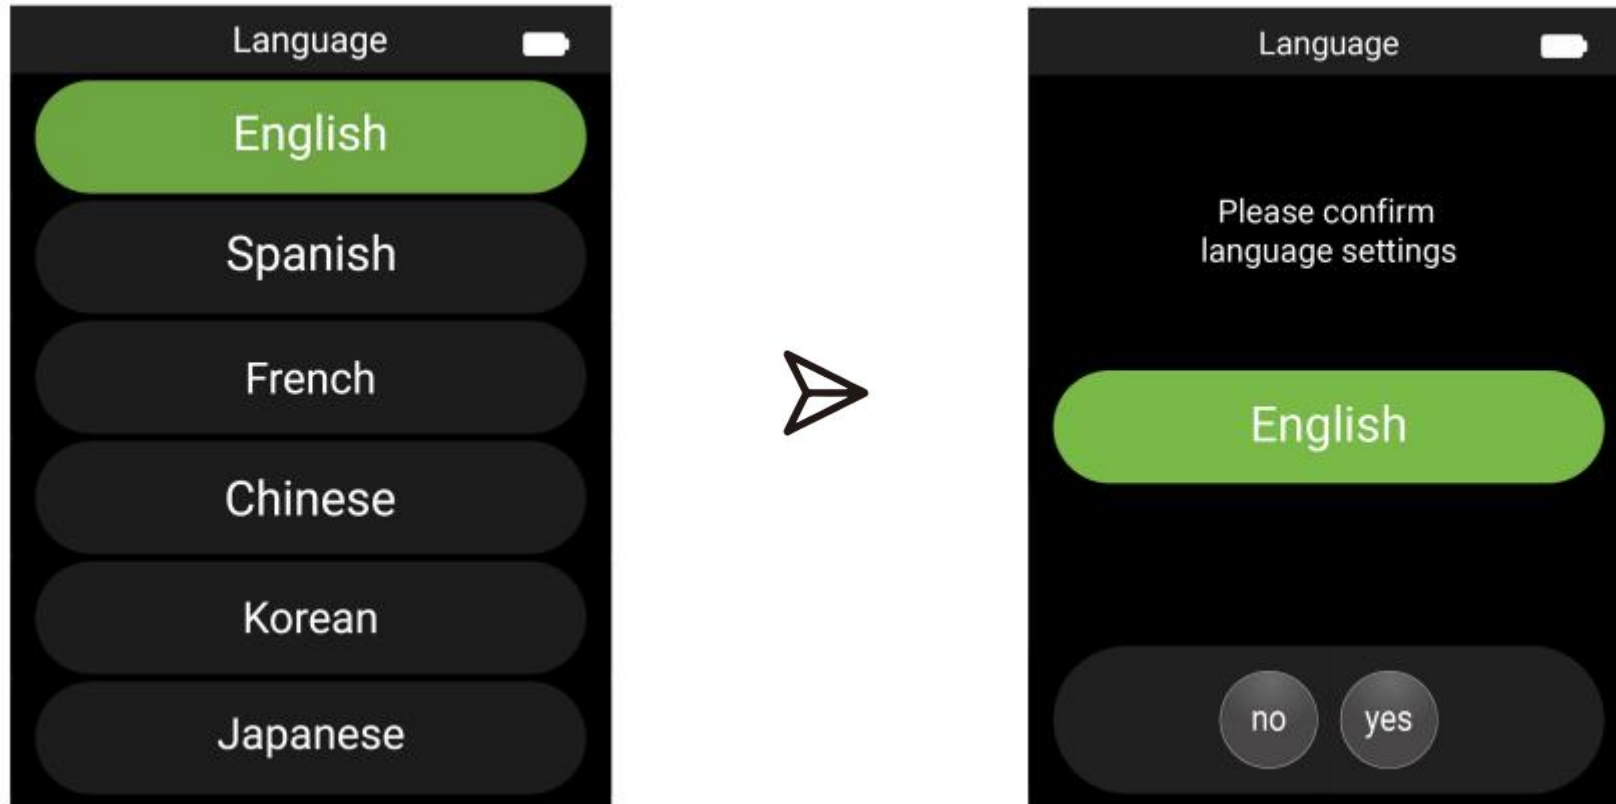 Language
English
Spanish
French
Chinese
Korean
Japanese
Language
Please confirm
language settings
English
no yes